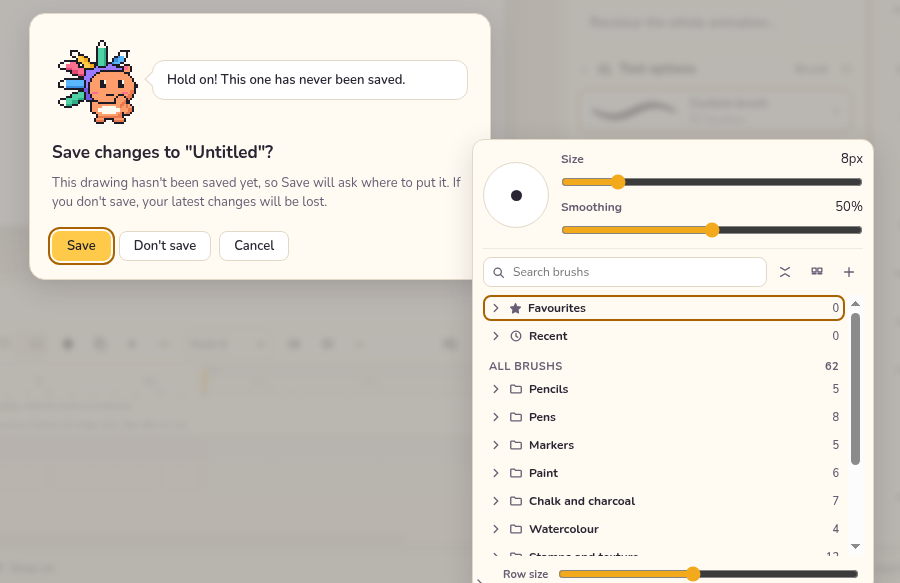 Hold on! This one has never been saved.
Save changes to "Untitled"?
This drawing hasn't been saved yet, so Save will ask where to put it. If
you don't save, your latest changes will be lost.
Save
Don't save
Cancel
Size
8px
Smoothing
50%
Search brushs
Favourites
0
Recent
0
ALL BRUSHS
62
Pencils
5
Pens
8
Markers
5
Paint
6
Chalk and charcoal
7
Watercolour
4
Row size